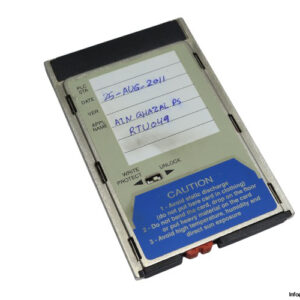 PLC
STA
DATE 25-AUG-2011
VER
APPL
NAME AIN GHAZAL PS
RTU049
WRITE
PROTECT
UNLOCK
CAUTION
1 - Avoid static discharge
(do not put bare card in clothing)
2 - Do not bend the card, drop on the floor
or put heavy material on the card
3 - Avoid high temperature, humidity and
direct sun exposure